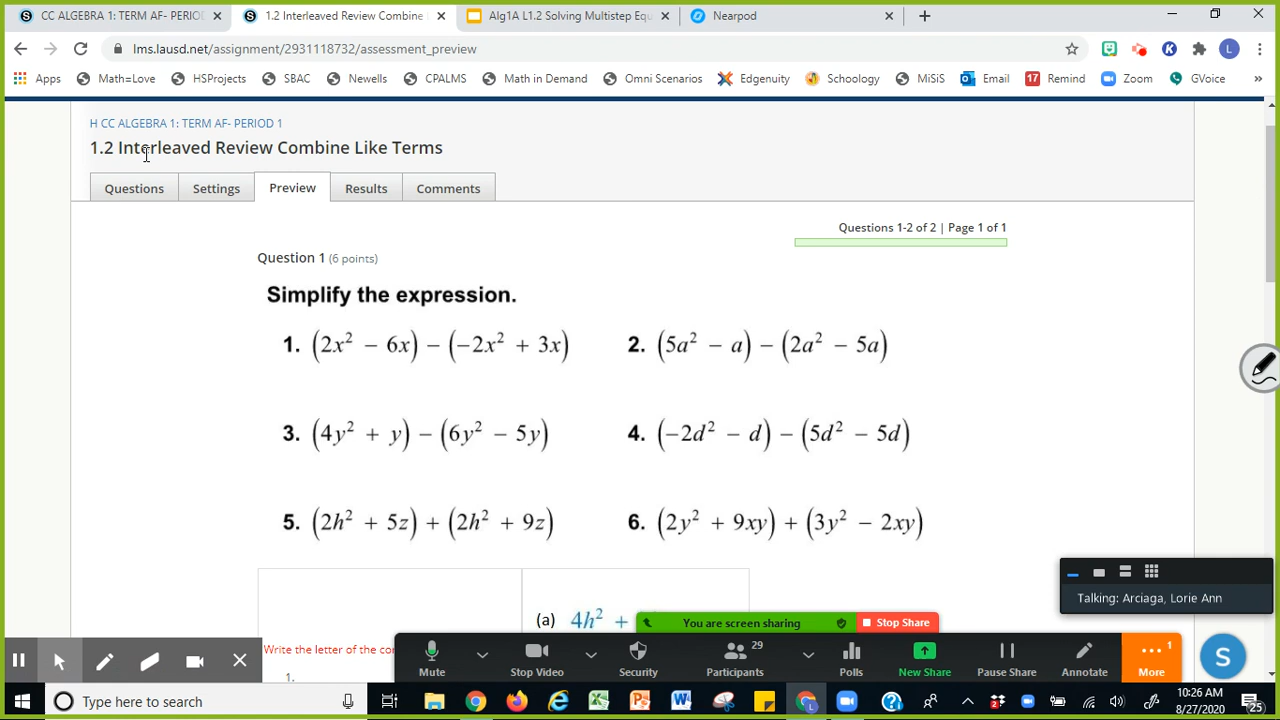 CC ALGEBRA 1: TERM AF- PERIOD
1.2 Interleaved Review Combine
Alg1A L1.2 Solving Multistep Equ
Nearpod
lms.lausd.net/assignment/2931118732/assessment_preview
Apps Math=Love HSProjects SBAC Newells CPALMS Math in Demand Omni Scenarios Edgenuity Schoology MiSiS Email 17 Remind Zoom GVoice
H CC ALGEBRA 1: TERM AF- PERIOD 1
1.2 Interleaved Review Combine Like Terms
Questions Settings Preview Results Comments
Questions 1-2 of 2 | Page 1 of 1
Question 1 (6 points)
Simplify the expression.
1. (2x² − 6x) − (−2x² + 3x) 2. (5a² − a) − (2a² − 5a)
3. (4y² + y) − (6y² − 5y) 4. (−2d² − d) − (5d² − 5d)
5. (2h² + 5z) + (2h² + 9z) 6. (2y² + 9xy) + (3y² − 2xy)
Talking: Arciaga, Lorie Ann
(a) 4h² +
You are screen sharing Stop Share
Write the letter of the
1.
29
1
S
Mute Stop Video Security Participants Polls New Share Pause Share Annotate More
Type here to search
10:26 AM
8/27/2020
25